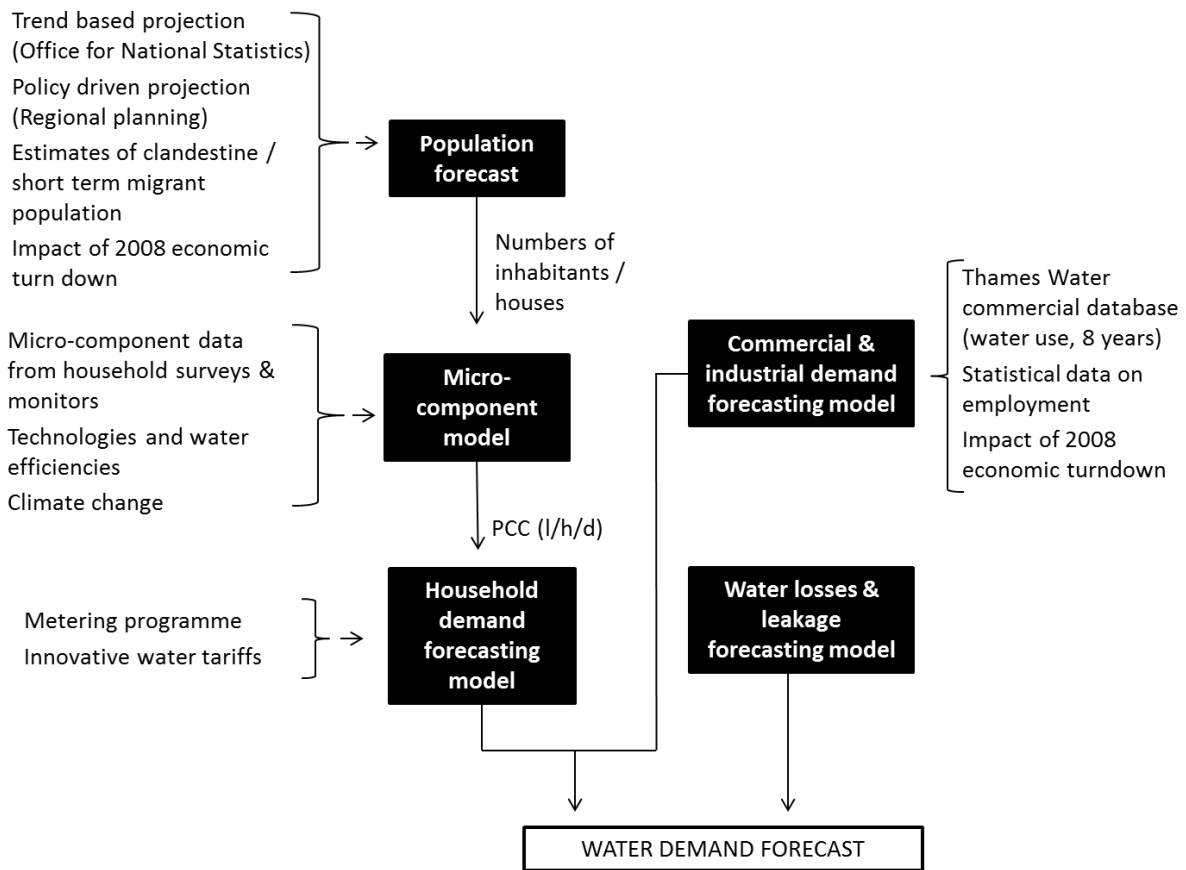 Trend based projection
(Office for National Statistics)
Policy driven projection
(Regional planning)
Estimates of clandestine /
short term migrant
population
Impact of 2008 economic
turn down
Population
forecast
Numbers of
inhabitants /
houses
Micro-component data
from household surveys &
monitors
Technologies and water
efficiencies
Climate change
Micro-
component
model
PCC (l/h/d)
Metering programme
Innovative water tariffs
Household
demand
forecasting
model
Commercial &
industrial demand
forecasting model
Thames Water
commercial database
(water use, 8 years)
Statistical data on
employment
Impact of 2008
economic turndown
Water losses &
leakage
forecasting model
WATER DEMAND FORECAST